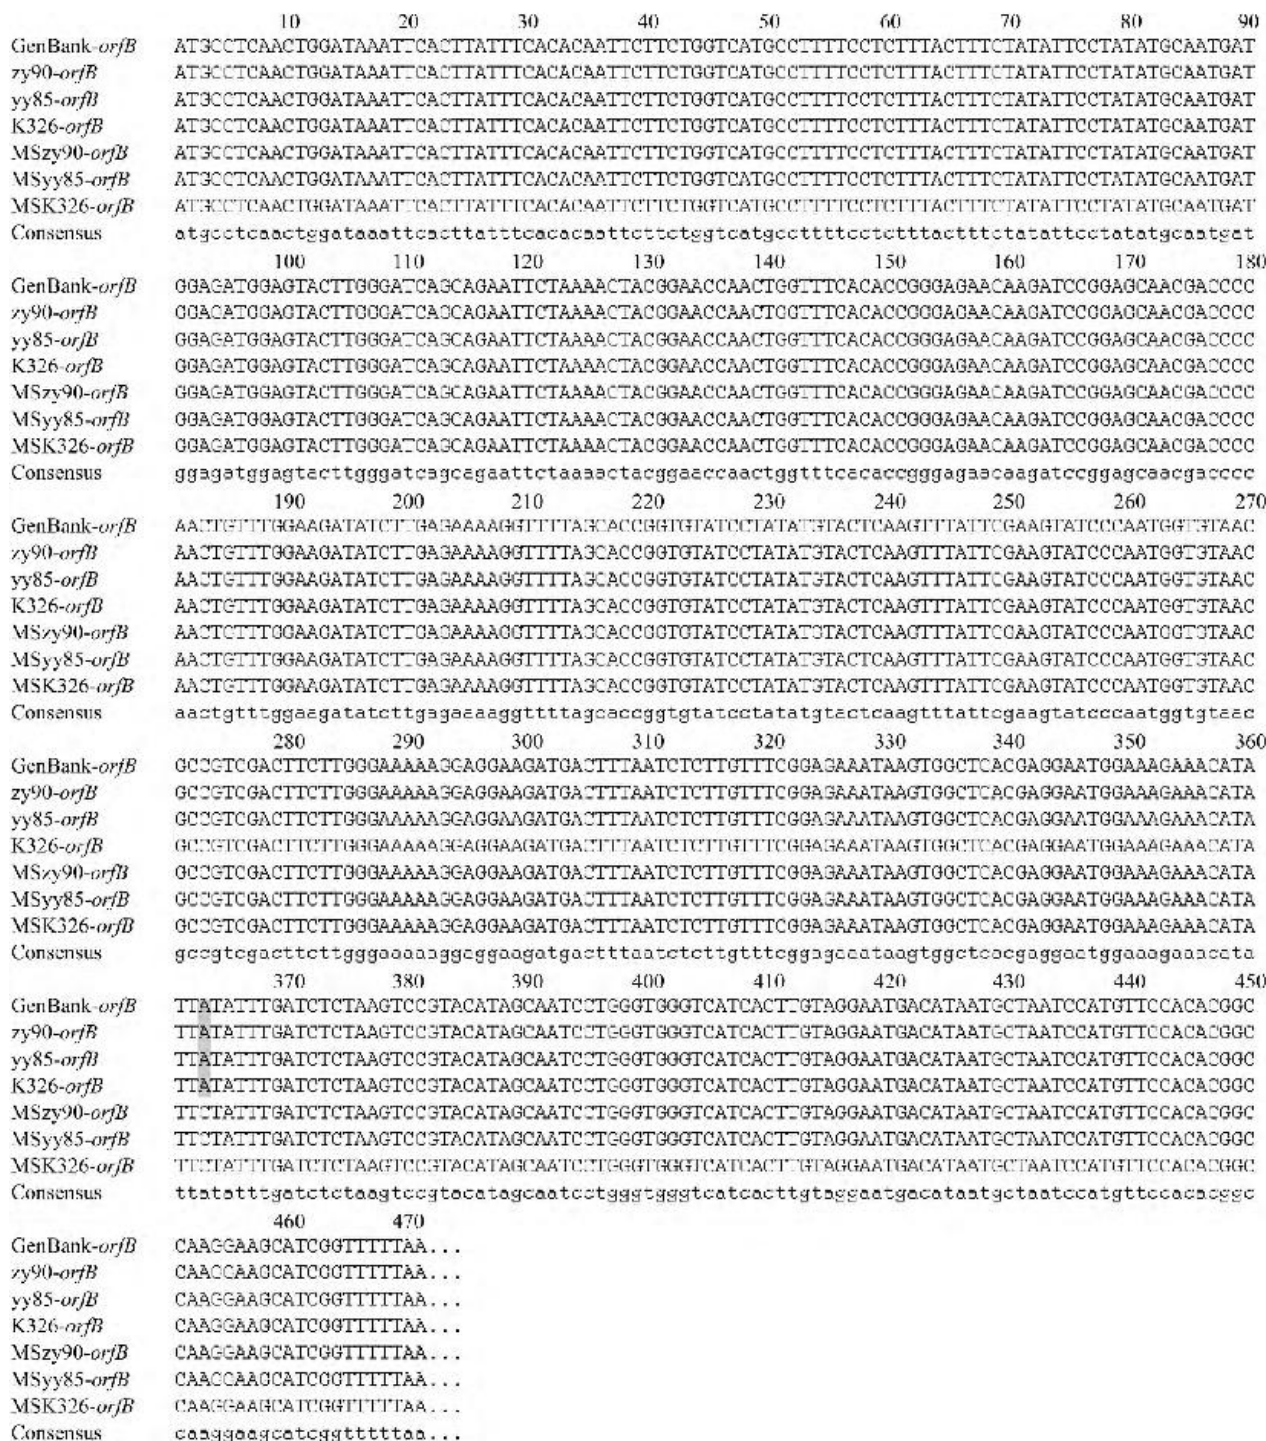 10 20 30 40 50 60 70 80 90
GenBank-orfB ATGCCTCAACTGGATAAATTCACTTATTTCACACAATTCTTCTGGTCATGCCTTTTCCTCTTTACTTTCTATATTCCTATATGCAATGAT
zy90-orfB ATGCCTCAACTGGATAAATTCACTTATTTCACACAATTCTTCTGGTCATGCCTTTTCCTCTTTACTTTCTATATTCCTATATGCAATGAT
yy85-orfB ATGCCTCAACTGGATAAATTCACTTATTTCACACAATTCTTCTGGTCATGCCTTTTCCTCTTTACTTTCTATATTCCTATATGCAATGAT
K326-orfB ATGCCTCAACTGGATAAATTCACTTATTTCACACAATTCTTCTGGTCATGCCTTTTCCTCTTTACTTTCTATATTCCTATATGCAATGAT
MSzy90-orfB ATGCCTCAACTGGATAAATTCACTTATTTCACACAATTCTTCTGGTCATGCCTTTTCCTCTTTACTTTCTATATTCCTATATGCAATGAT
MSyy85-orfB ATGCCTCAACTGGATAAATTCACTTATTTCACACAATTCTTCTGGTCATGCCTTTTCCTCTTTACTTTCTATATTCCTATATGCAATGAT
MSK326-orfB ATGCCTCAACTGGATAAATTCACTTATTTCACACAATTCTTCTGGTCATGCCTTTTCCTCTTTACTTTCTATATTCCTATATGCAATGAT
Consensus atgcctcaactggataaattcacttatttcacacaattcttctggtcatgccttttcctctttactttctatattcctatatgcaatgat
100 110 120 130 140 150 160 170 180
GenBank-orfB GGAGATGGAGTACTTGGGATCAGCAGAATTCTAAAACTACGGAACCAACTGGTTTCACACCGGGAGAACAAGATCCGGAGCAACGACCCC
zy90-orfB GGAGATGGAGTACTTGGGATCAGCAGAATTCTAAAACTACGGAACCAACTGGTTTCACACCGGGAGAACAAGATCCGGAGCAACGACCCC
yy85-orfB GGAGATGGAGTACTTGGGATCAGCAGAATTCTAAAACTACGGAACCAACTGGTTTCACACCGGGAGAACAAGATCCGGAGCAACGACCCC
K326-orfB GGAGATGGAGTACTTGGGATCAGCAGAATTCTAAAACTACGGAACCAACTGGTTTCACACCGGGAGAACAAGATCCGGAGCAACGACCCC
MSzy90-orfB GGAGATGGAGTACTTGGGATCAGCAGAATTCTAAAACTACGGAACCAACTGGTTTCACACCGGGAGAACAAGATCCGGAGCAACGACCCC
MSyy85-orfB GGAGATGGAGTACTTGGGATCAGCAGAATTCTAAAACTACGGAACCAACTGGTTTCACACCGGGAGAACAAGATCCGGAGCAACGACCCC
MSK326-orfB GGAGATGGAGTACTTGGGATCAGCAGAATTCTAAAACTACGGAACCAACTGGTTTCACACCGGGAGAACAAGATCCGGAGCAACGACCCC
Consensus ggagatggagtacttgggatcagcagaattctaaaactacggaaccaactggtttcacaccgggagaacaagatccggagcaacgacccc
190 200 210 220 230 240 250 260 270
GenBank-orfB AACTGTTTGGAAGATATCTTGAGAAAAGGTTTTAGCACCGGTGTATCCTATATGTACTCAAGTTTATTCGAAGTATCCCAATGGTGTAAC
zy90-orfB AACTGTTTGGAAGATATCTTGAGAAAAGGTTTTAGCACCGGTGTATCCTATATGTACTCAAGTTTATTCGAAGTATCCCAATGGTGTAAC
yy85-orfB AACTGTTTGGAAGATATCTTGAGAAAAGGTTTTAGCACCGGTGTATCCTATATGTACTCAAGTTTATTCGAAGTATCCCAATGGTGTAAC
K326-orfB AACTGTTTGGAAGATATCTTGAGAAAAGGTTTTAGCACCGGTGTATCCTATATGTACTCAAGTTTATTCGAAGTATCCCAATGGTGTAAC
MSzy90-orfB AACTGTTTGGAAGATATCTTGAGAAAAGGTTTTAGCACCGGTGTATCCTATATGTACTCAAGTTTATTCGAAGTATCCCAATGGTGTAAC
MSyy85-orfB AACTGTTTGGAAGATATCTTGAGAAAAGGTTTTAGCACCGGTGTATCCTATATGTACTCAAGTTTATTCGAAGTATCCCAATGGTGTAAC
MSK326-orfB AACTGTTTGGAAGATATCTTGAGAAAAGGTTTTAGCACCGGTGTATCCTATATGTACTCAAGTTTATTCGAAGTATCCCAATGGTGTAAC
Consensus aactgtttggaagatatcttgagaaaaggttttagcaccggtgtatcctatatgtactcaagtttattcgaagtatcccaatggtgtaac
280 290 300 310 320 330 340 350 360
GenBank-orfB GCCGTCGACTTCTTGGGAAAAAGGAGGAAGATGACTTTAATCTCTTGTTTCGGAGAAATAAGTGGCTCACGAGGAATGGAAAGAAACATA
zy90-orfB GCCGTCGACTTCTTGGGAAAAAGGAGGAAGATGACTTTAATCTCTTGTTTCGGAGAAATAAGTGGCTCACGAGGAATGGAAAGAAACATA
yy85-orfB GCCGTCGACTTCTTGGGAAAAAGGAGGAAGATGACTTTAATCTCTTGTTTCGGAGAAATAAGTGGCTCACGAGGAATGGAAAGAAACATA
K326-orfB GCCGTCGACTTCTTGGGAAAAAGGAGGAAGATGACTTTAATCTCTTGTTTCGGAGAAATAAGTGGCTCACGAGGAATGGAAAGAAACATA
MSzy90-orfB GCCGTCGACTTCTTGGGAAAAAGGAGGAAGATGACTTTAATCTCTTGTTTCGGAGAAATAAGTGGCTCACGAGGAATGGAAAGAAACATA
MSyy85-orfB GCCGTCGACTTCTTGGGAAAAAGGAGGAAGATGACTTTAATCTCTTGTTTCGGAGAAATAAGTGGCTCACGAGGAATGGAAAGAAACATA
MSK326-orfB GCCGTCGACTTCTTGGGAAAAAGGAGGAAGATGACTTTAATCTCTTGTTTCGGAGAAATAAGTGGCTCACGAGGAATGGAAAGAAACATA
Consensus gccgtcgacttcttgggaaaaaggaggaagatgactttaatctcttgtttcggagaaataagtggctcacgaggaatggaaagaaacata
370 380 390 400 410 420 430 440 450
GenBank-orfB TTATATTTGATCTCTAAGTCCGTACATAGCAATCCTGGGTGGGTCATCACTTGTAGGAATGACATAATGCTAATCCATGTTCCACACGGC
zy90-orfB TTATATTTGATCTCTAAGTCCGTACATAGCAATCCTGGGTGGGTCATCACTTGTAGGAATGACATAATGCTAATCCATGTTCCACACGGC
yy85-orfB TTATATTTGATCTCTAAGTCCGTACATAGCAATCCTGGGTGGGTCATCACTTGTAGGAATGACATAATGCTAATCCATGTTCCACACGGC
K326-orfB TTATATTTGATCTCTAAGTCCGTACATAGCAATCCTGGGTGGGTCATCACTTGTAGGAATGACATAATGCTAATCCATGTTCCACACGGC
MSzy90-orfB TTCTATTTGATCTCTAAGTCCGTACATAGCAATCCTGGGTGGGTCATCACTTGTAGGAATGACATAATGCTAATCCATGTTCCACACGGC
MSyy85-orfB TTCTATTTGATCTCTAAGTCCGTACATAGCAATCCTGGGTGGGTCATCACTTGTAGGAATGACATAATGCTAATCCATGTTCCACACGGC
MSK326-orfB TTCTATTTGATCTCTAAGTCCGTACATAGCAATCCTGGGTGGGTCATCACTTGTAGGAATGACATAATGCTAATCCATGTTCCACACGGC
Consensus ttatatttgatctctaagtccgtacatagcaatcctgggtgggtcatcacttgtaggaatgacataatgctaatccatgttccacacggc
460 470
GenBank-orfB CAAGGAAGCATCGGTTTTTAA...
zy90-orfB CAAGGAAGCATCGGTTTTTAA...
yy85-orfB CAAGGAAGCATCGGTTTTTAA...
K326-orfB CAAGGAAGCATCGGTTTTTAA...
MSzy90-orfB CAAGGAAGCATCGGTTTTTAA...
MSyy85-orfB CAAGGAAGCATCGGTTTTTAA...
MSK326-orfB CAAGGAAGCATCGGTTTTTAA...
Consensus caaggaagcatcggtttttaa